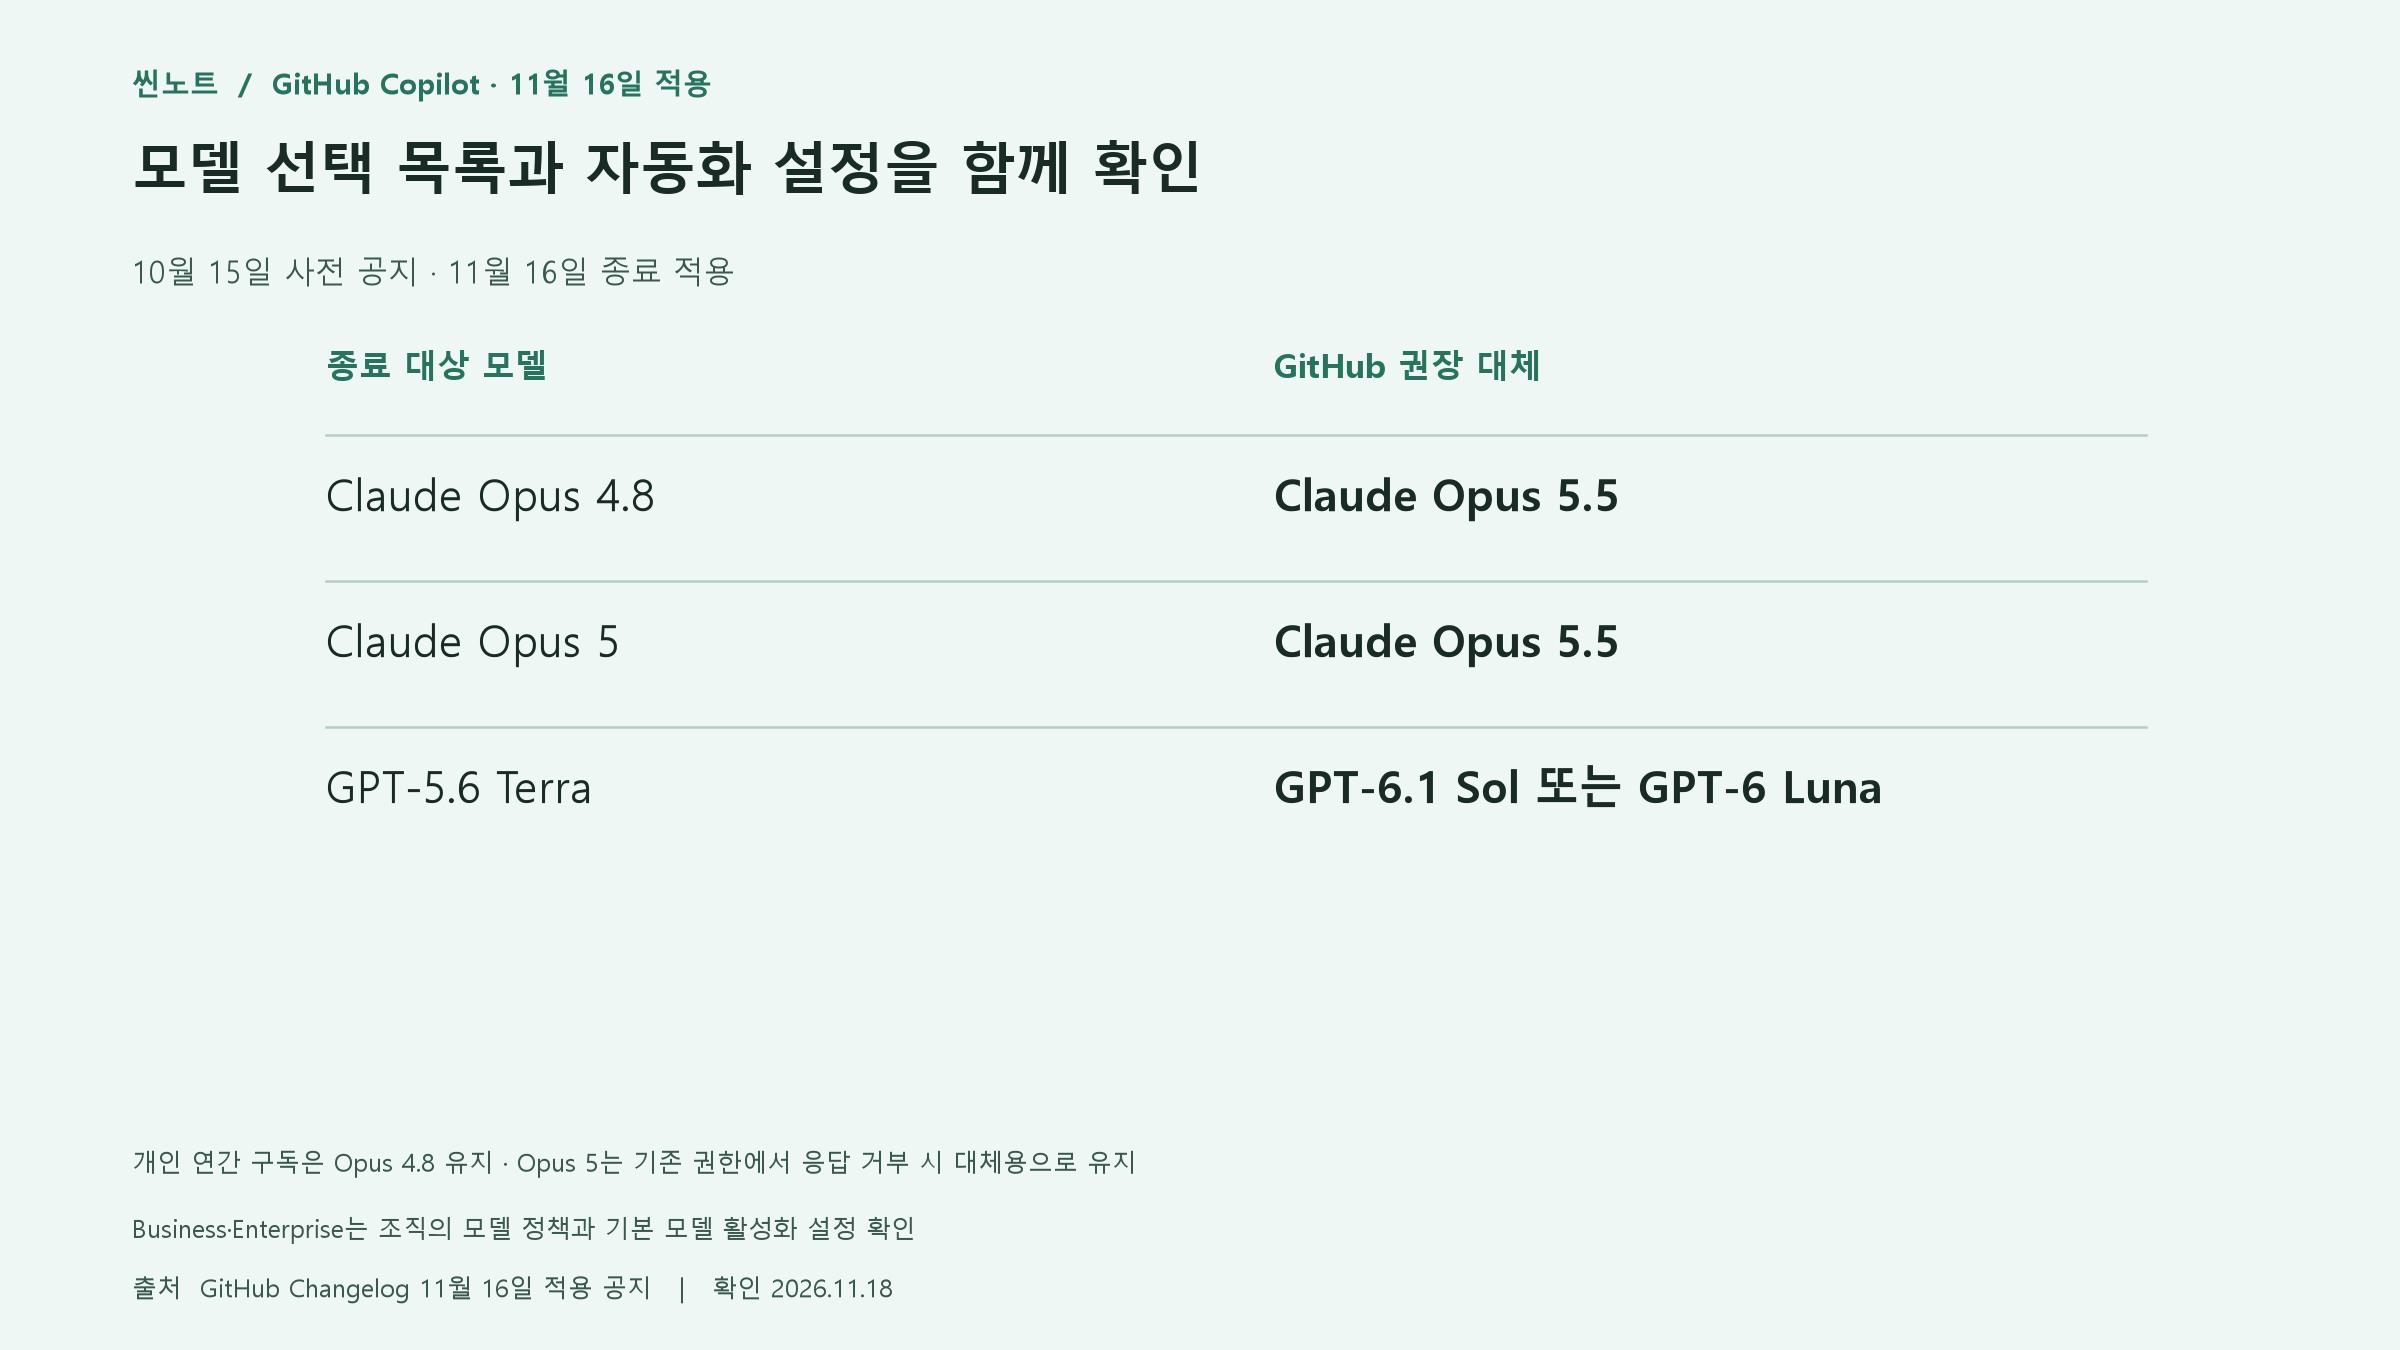 씬노트 / GitHub Copilot · 11월 16일 적용
모델 선택 목록과 자동화 설정을 함께 확인
10월 15일 사전 공지 · 11월 16일 종료 적용
종료 대상 모델 GitHub 권장 대체
Claude Opus 4.8 Claude Opus 5.5
Claude Opus 5 Claude Opus 5.5
GPT-5.6 Terra GPT-6.1 Sol 또는 GPT-6 Luna
개인 연간 구독은 Opus 4.8 유지 · Opus 5는 기존 권한에서 응답 거부 시 대체용으로 유지
Business·Enterprise는 조직의 모델 정책과 기본 모델 활성화 설정 확인
출처 GitHub Changelog 11월 16일 적용 공지 | 확인 2026.11.18